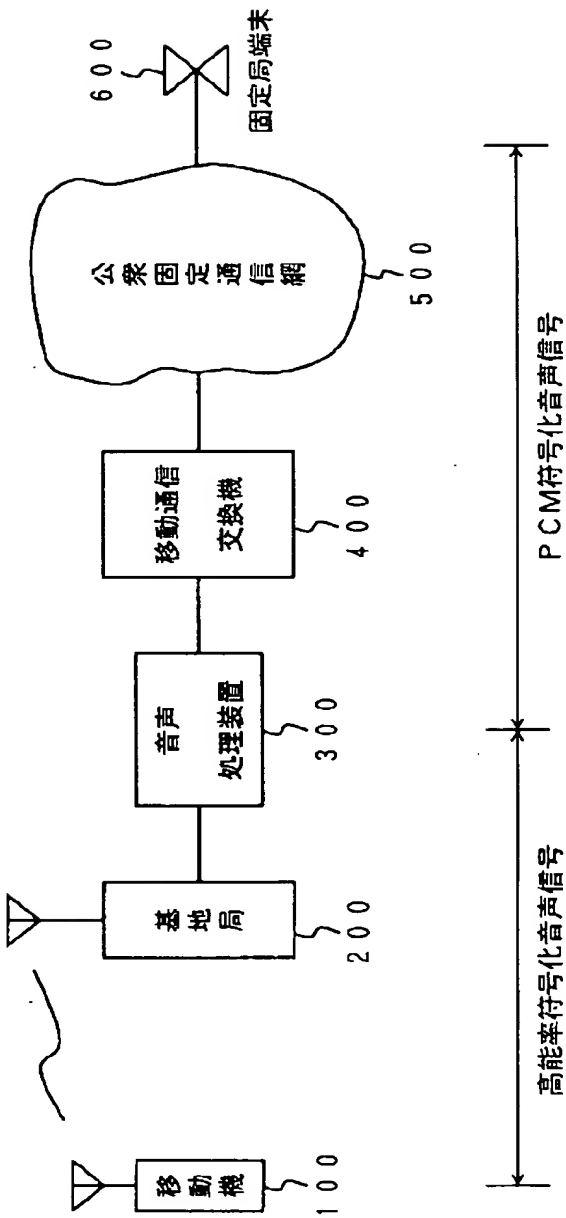 移動機
100
基地局
200
音声
処理装置
300
移動通信
交換機
400
公衆固定通信網
500
600
固定局端末
高能率符号化音声信号
PCM符号化音声信号